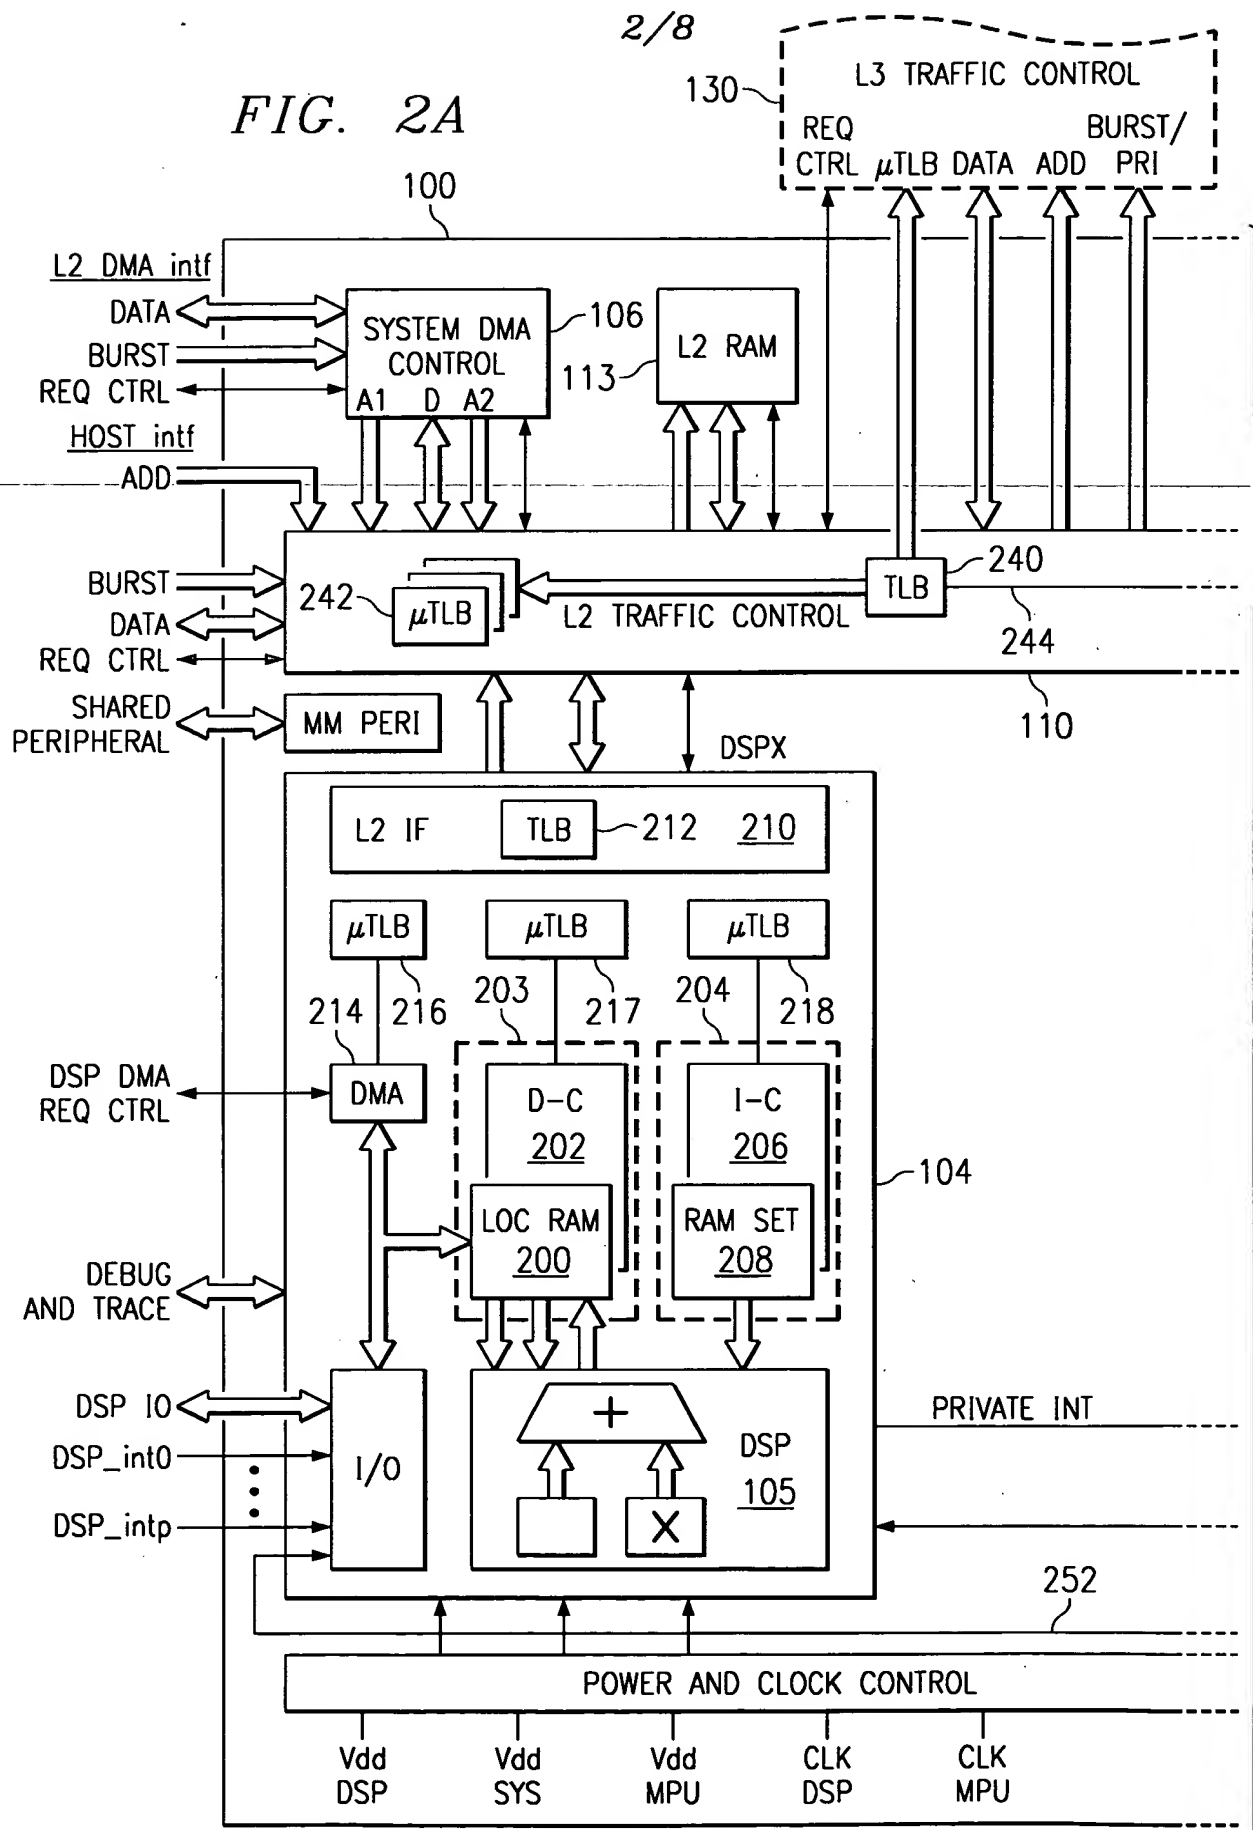 2/8
FIG. 2A
L3 TRAFFIC CONTROL
130
REQ
CTRL
μTLB
DATA
ADD
BURST/
PRI
100
L2 DMA intf
DATA
BURST
REQ CTRL
SYSTEM DMA
CONTROL
A1 D A2
106
L2 RAM
113
HOST intf
ADD
BURST
DATA
REQ CTRL
242
μTLB
L2 TRAFFIC CONTROL
TLB
240
244
110
SHARED
PERIPHERAL
MM PERI
DSPX
L2 IF
TLB
212
210
μTLB
μTLB
μTLB
214
216
203
217
204
218
DSP DMA
REQ CTRL
DMA
D-C
202
I-C
206
104
LOC RAM
200
RAM SET
208
DEBUG
AND TRACE
DSP IO
DSP_int0
DSP_intp
I/O
+
X
DSP
105
PRIVATE INT
252
POWER AND CLOCK CONTROL
Vdd
DSP
Vdd
SYS
Vdd
MPU
CLK
DSP
CLK
MPU